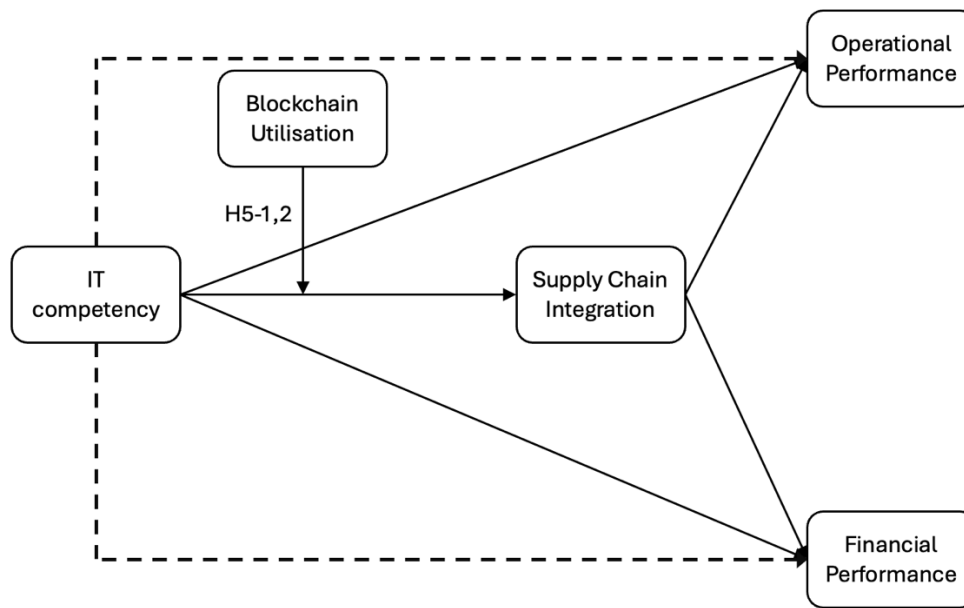 Operational
Performance
Blockchain
Utilisation
H5-1,2
IT
competency
Supply Chain
Integration
Financial
Performance